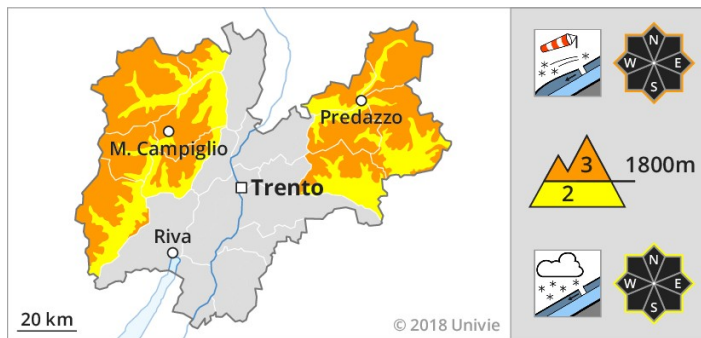 Predazzo
M. Campiglio
Trento
Riva
20 km
© 2018 Univie
N
W E
S
3 1800m
2
N
W E
S